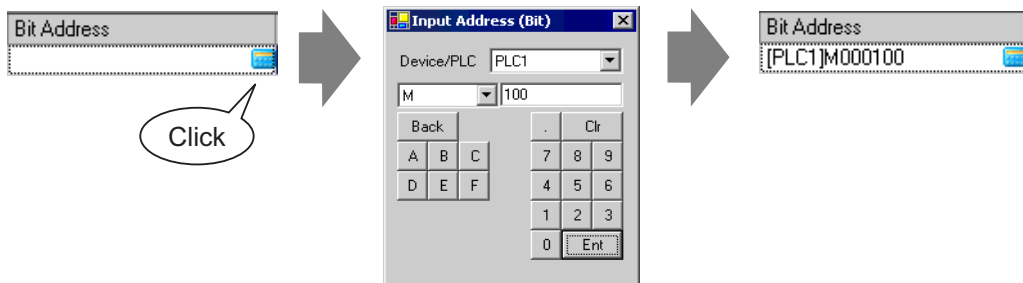 Bit Address
Click
Input Address (Bit)
Device/PLC PLC1
M 100
Back . Clr
A B C 7 8 9
D E F 4 5 6
1 2 3
0 Ent
Bit Address
[PLC1]M000100